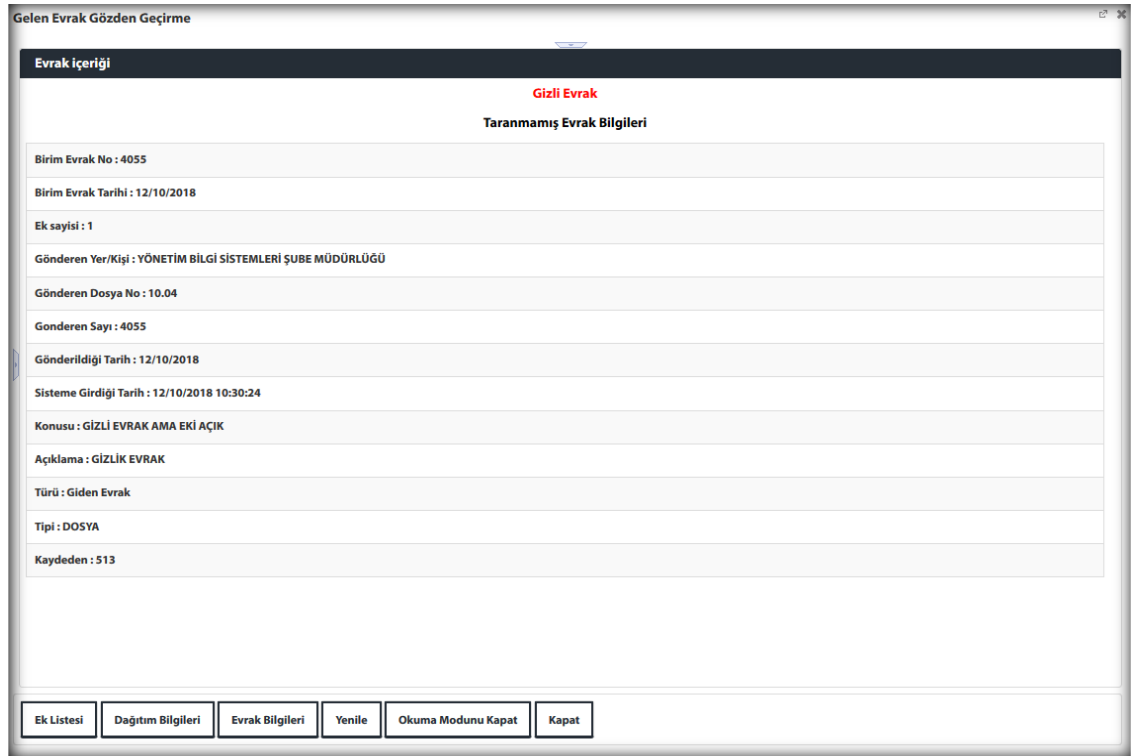 Gelen Evrak Gözden Geçirme
Evrak içeriği
Gizli Evrak
Taranmamış Evrak Bilgileri
Birim Evrak No : 4055
Birim Evrak Tarihi : 12/10/2018
Ek sayisi : 1
Gönderen Yer/Kişi : YÖNETİM BİLGİ SİSTEMLERİ ŞUBE MÜDÜRLÜĞÜ
Gönderen Dosya No : 10.04
Gonderen Sayı : 4055
Gönderildiği Tarih : 12/10/2018
Sisteme Girdiği Tarih : 12/10/2018 10:30:24
Konusu : GİZLİ EVRAK AMA EKİ AÇIK
Açıklama : GİZLİK EVRAK
Türü : Giden Evrak
Tipi : DOSYA
Kaydeden : 513
Ek Listesi Dağıtım Bilgileri Evrak Bilgileri Yenile Okuma Modunu Kapat Kapat